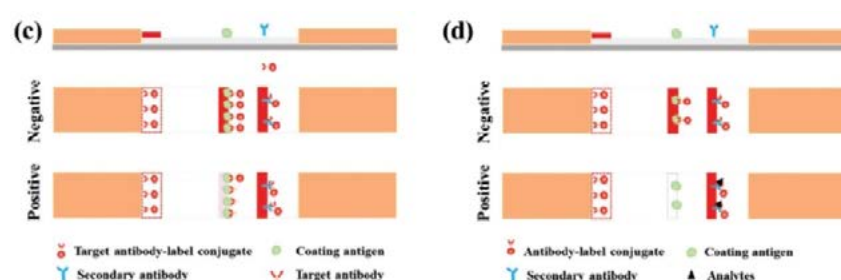 (c)
Negative
Positive
Target antibody-label conjugate
Coating antigen
Secondary antibody
Target antibody
(d)
Negative
Positive
Antibody-label conjugate
Coating antigen
Secondary antibody
Analytes